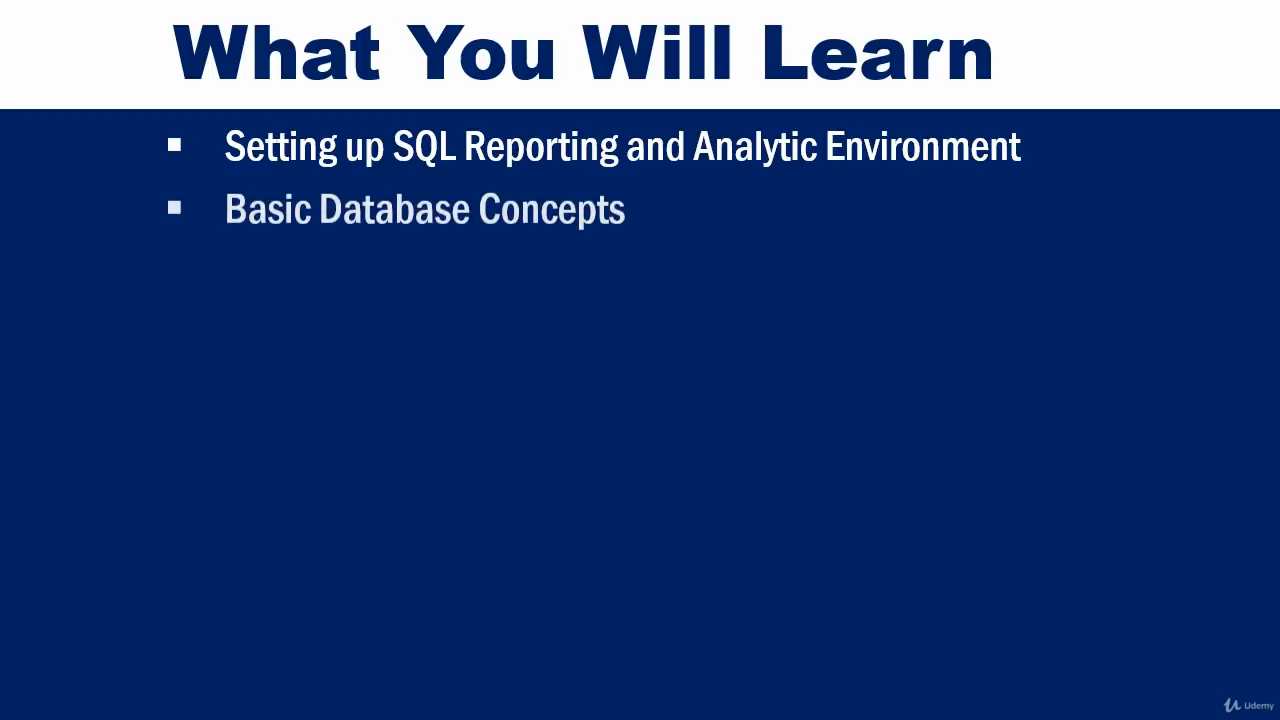 What You Will Learn
▪ Setting up SQL Reporting and Analytic Environment
▪ Basic Database Concepts
Udemy